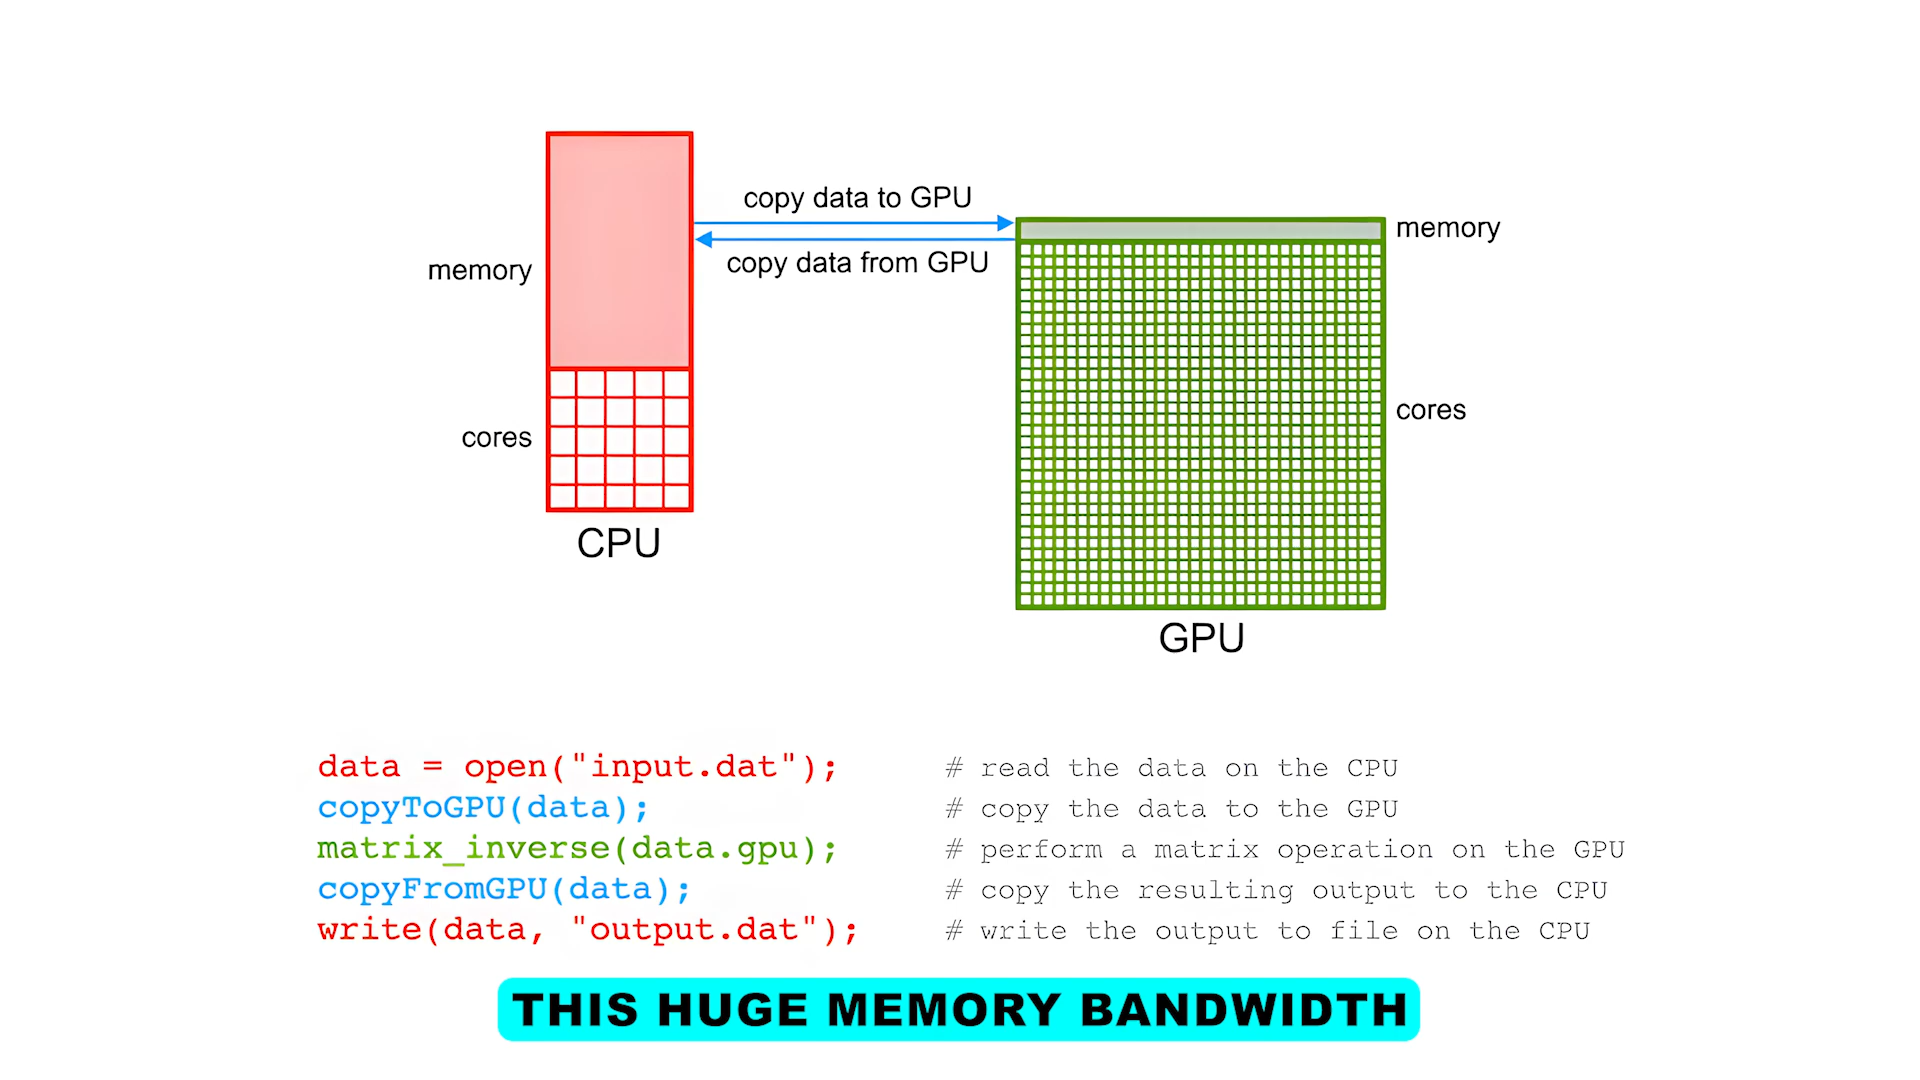 copy data to GPU
memory
copy data from GPU
memory
cores
cores
CPU
GPU
data = open("input.dat"); # read the data on the CPU
copyToGPU(data); # copy the data to the GPU
matrix_inverse(data.gpu); # perform a matrix operation on the GPU
copyFromGPU(data); # copy the resulting output to the CPU
write(data, "output.dat"); # write the output to file on the CPU
THIS HUGE MEMORY BANDWIDTH